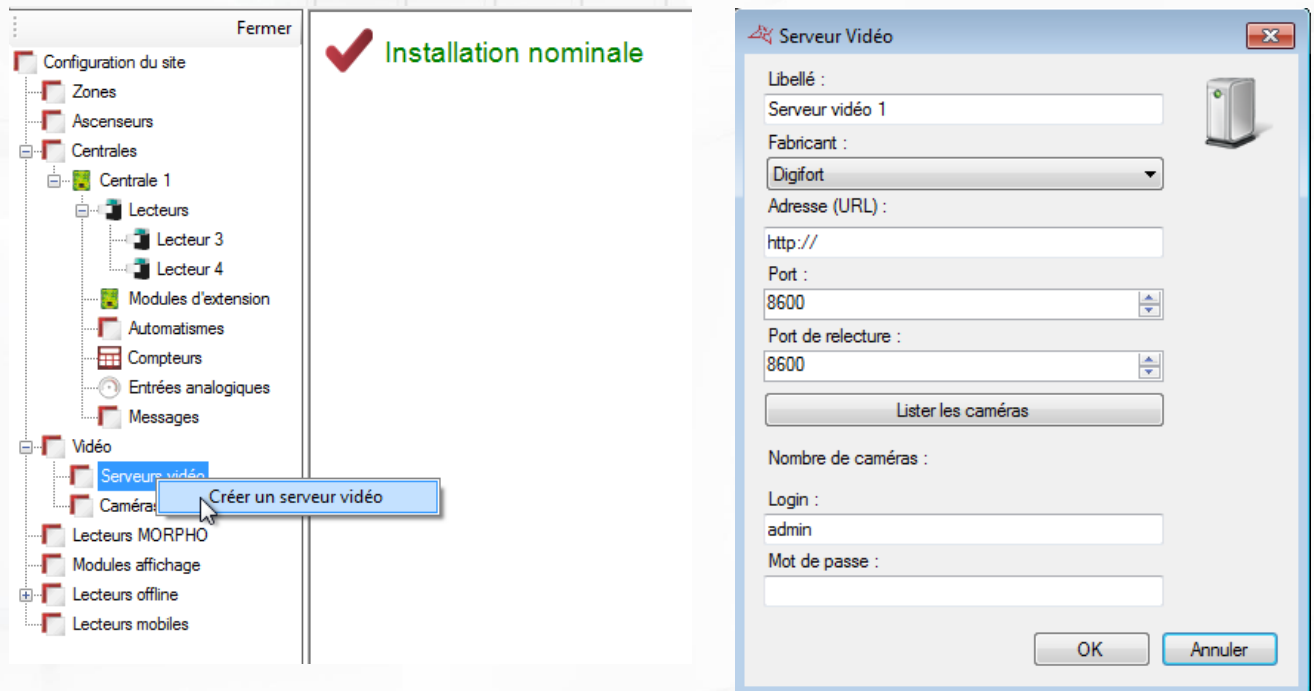 Fermer
Configuration du site
Zones
Ascenseurs
Centrales
Centrale 1
Lecteurs
Lecteur 3
Lecteur 4
Modules d'extension
Automatismes
Compteurs
Entrées analogiques
Messages
Vidéo
Serveurs vidéo
Créer un serveur vidéo
Caméras
Lecteurs MORPHO
Modules affichage
Lecteurs offline
Lecteurs mobiles
Installation nominale
Serveur Vidéo
Libellé :
Serveur vidéo 1
Fabricant :
Digifort
Adresse (URL) :
http://
Port :
8600
Port de relecture :
8600
Lister les caméras
Nombre de caméras :
Login :
admin
Mot de passe :
OK Annuler